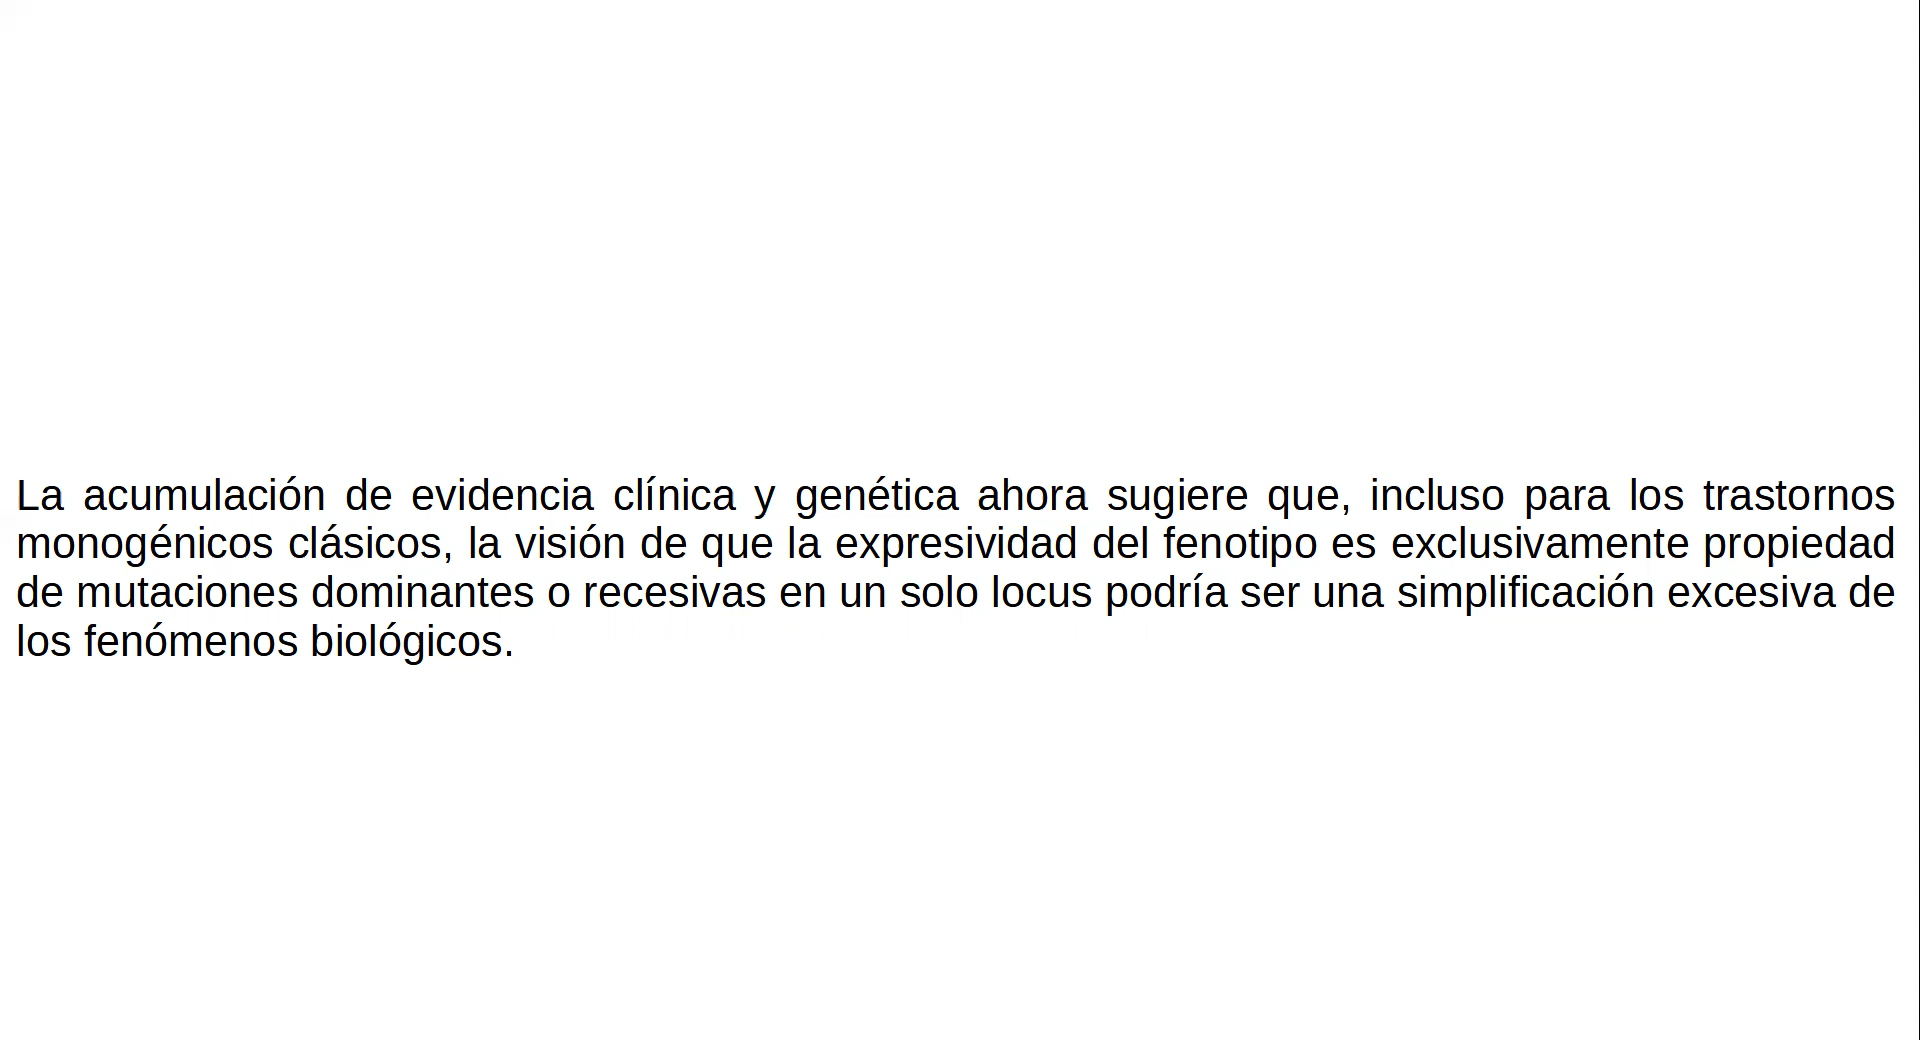 La acumulación de evidencia clínica y genética ahora sugiere que, incluso para los trastornos
monogénicos clásicos, la visión de que la expresividad del fenotipo es exclusivamente propiedad
de mutaciones dominantes o recesivas en un solo locus podría ser una simplificación excesiva de
los fenómenos biológicos.